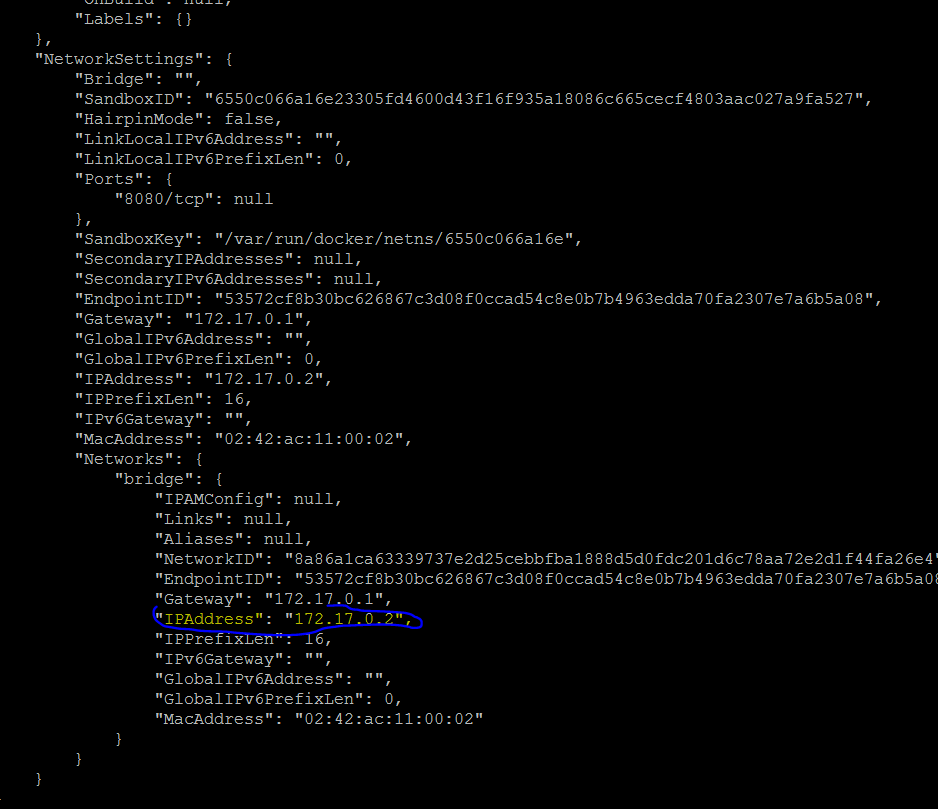 "OnBuild": null,
"Labels": {}
},
"NetworkSettings": {
"Bridge": "",
"SandboxID": "6550c066a16e23305fd4600d43f16f935a18086c665cecf4803aac027a9fa527",
"HairpinMode": false,
"LinkLocalIPv6Address": "",
"LinkLocalIPv6PrefixLen": 0,
"Ports": {
"8080/tcp": null
},
"SandboxKey": "/var/run/docker/netns/6550c066a16e",
"SecondaryIPAddresses": null,
"SecondaryIPv6Addresses": null,
"EndpointID": "53572cf8b30bc626867c3d08f0ccad54c8e0b7b4963edda70fa2307e7a6b5a08",
"Gateway": "172.17.0.1",
"GlobalIPv6Address": "",
"GlobalIPv6PrefixLen": 0,
"IPAddress": "172.17.0.2",
"IPPrefixLen": 16,
"IPv6Gateway": "",
"MacAddress": "02:42:ac:11:00:02",
"Networks": {
"bridge": {
"IPAMConfig": null,
"Links": null,
"Aliases": null,
"NetworkID": "8a86a1ca63339737e2d25cebbfba1888d5d0fdc201d6c78aa72e2d1f44fa26e4"
"EndpointID": "53572cf8b30bc626867c3d08f0ccad54c8e0b7b4963edda70fa2307e7a6b5a08
"Gateway": "172.17.0.1",
"IPAddress": "172.17.0.2",
"IPPrefixLen": 16,
"IPv6Gateway": "",
"GlobalIPv6Address": "",
"GlobalIPv6PrefixLen": 0,
"MacAddress": "02:42:ac:11:00:02"
}
}
}